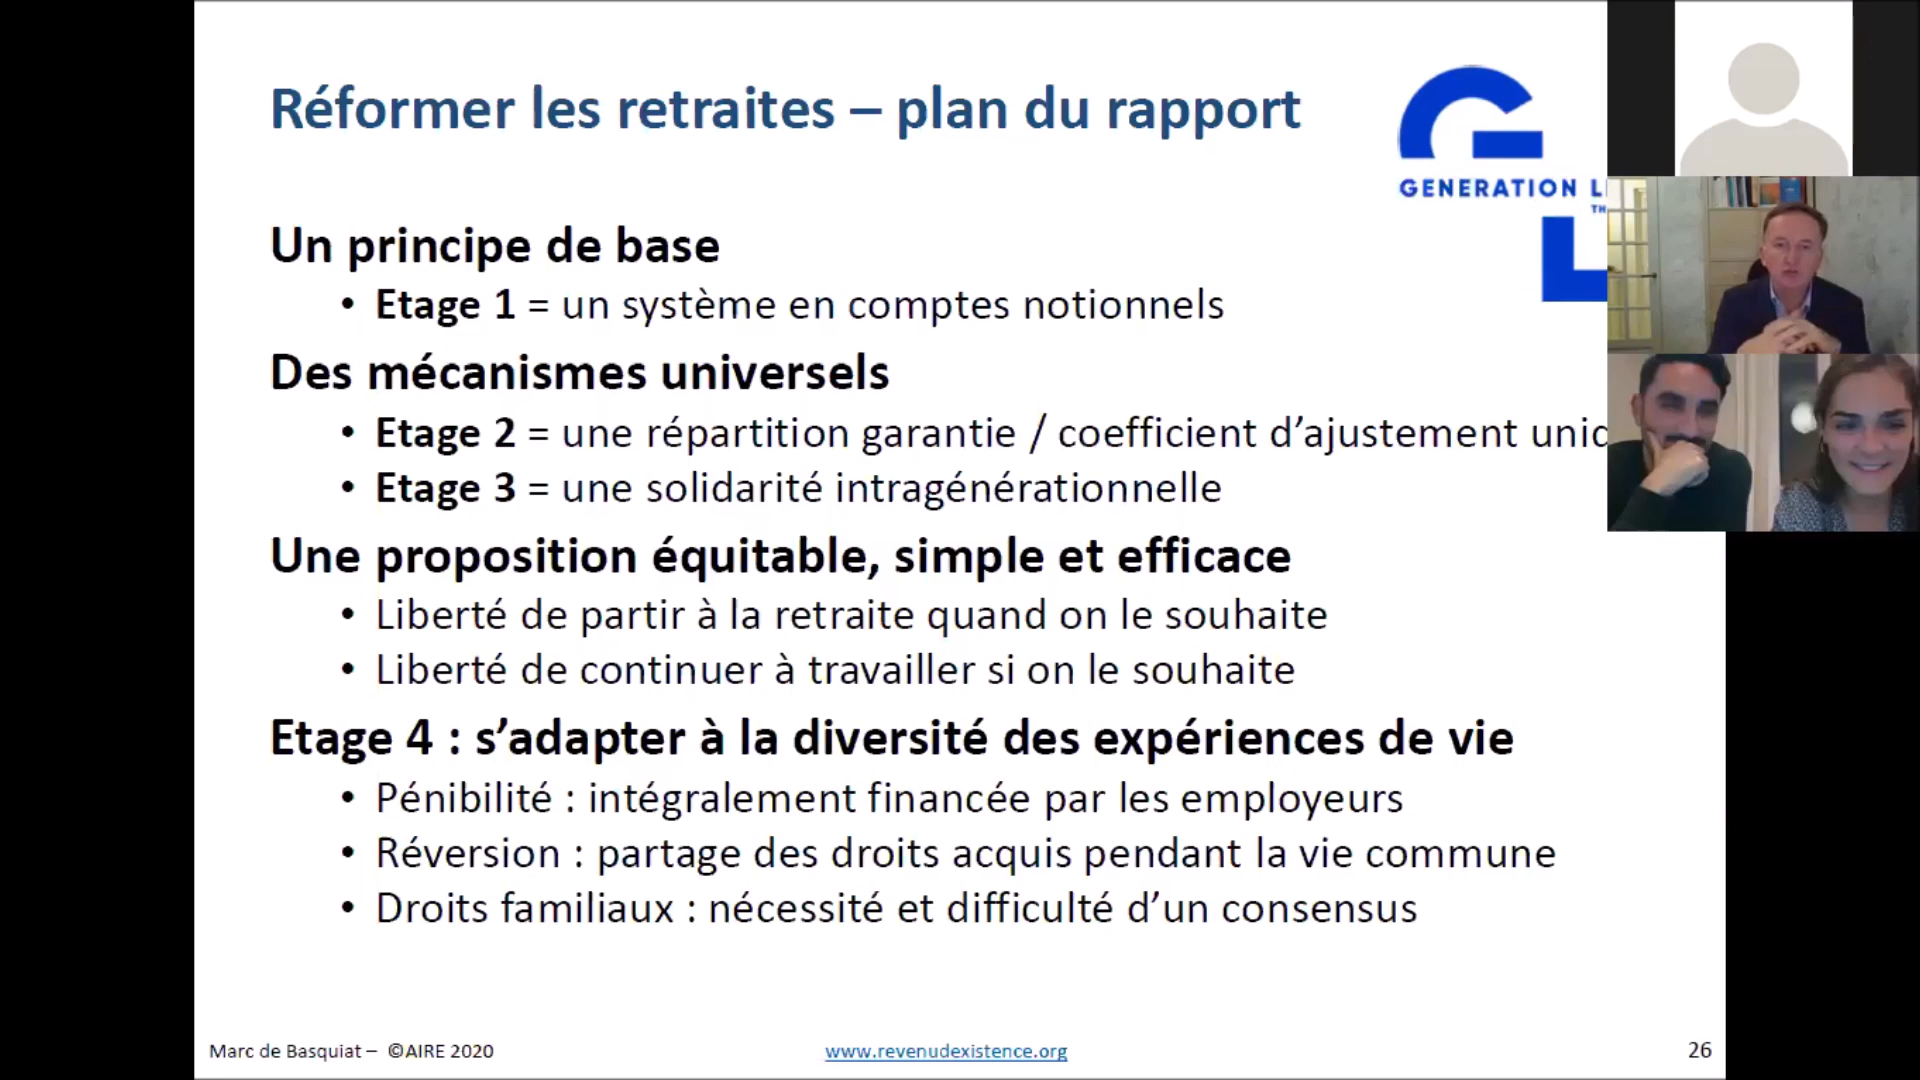 Réformer les retraites – plan du rapport
GENERATION
Un principe de base
• Etage 1 = un système en comptes notionnels
Des mécanismes universels
• Etage 2 = une répartition garantie / coefficient d’ajustement
• Etage 3 = une solidarité intragénérationnelle
Une proposition équitable, simple et efficace
• Liberté de partir à la retraite quand on le souhaite
• Liberté de continuer à travailler si on le souhaite
Etage 4 : s’adapter à la diversité des expériences de vie
• Pénibilité : intégralement financée par les employeurs
• Réversion : partage des droits acquis pendant la vie commune
• Droits familiaux : nécessité et difficulté d’un consensus
Marc de Basquiat – ©AIRE 2020
www.revenudexistence.org
26